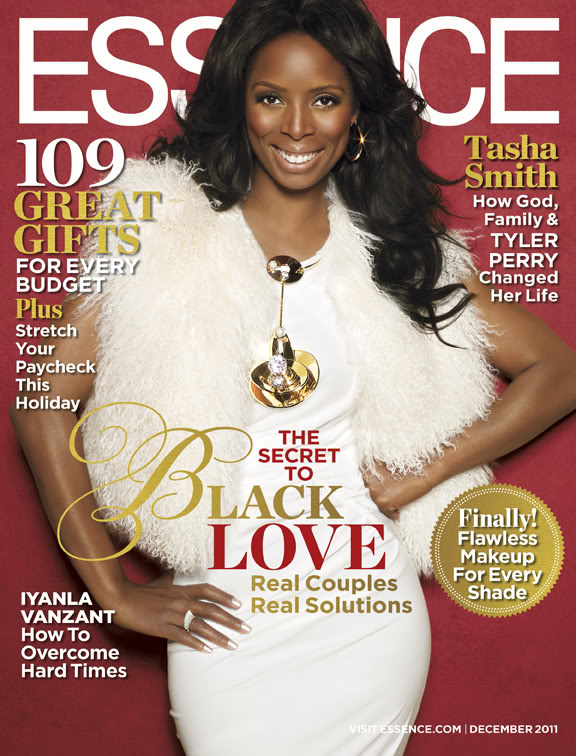 ESSENCE
109
GREAT
GIFTS
FOR EVERY
BUDGET
Plus
Stretch
Your
Paycheck
This
Holiday
Tasha
Smith
How God,
Family &
TYLER
PERRY
Changed
Her Life
THE
SECRET
TO
BLACK
LOVE
Real Couples
Real Solutions
Finally!
Flawless
Makeup
For Every
Shade
IYANLA
VANZANT
How To
Overcome
Hard Times
VISIT ESSENCE.COM | DECEMBER 2011